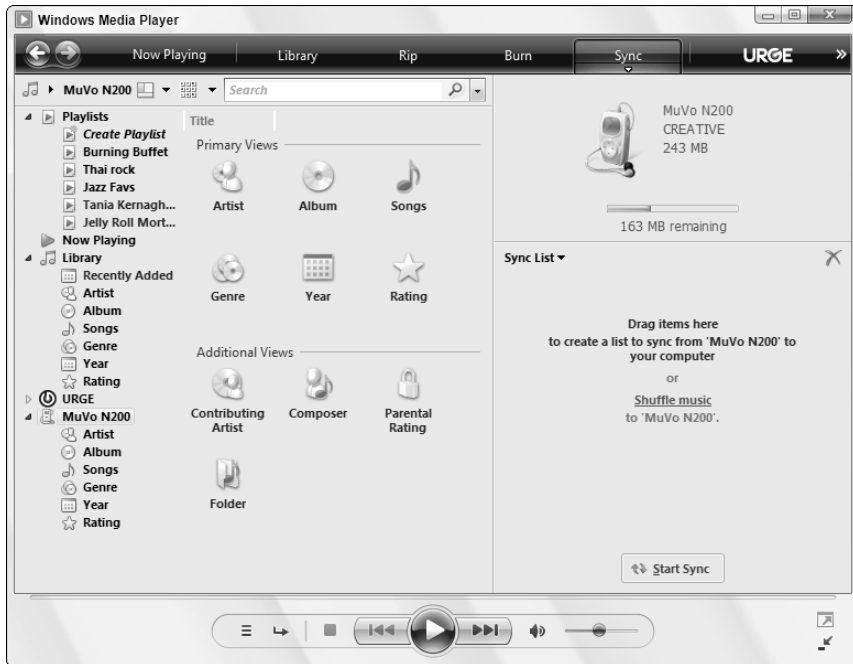 Windows Media Player
Now Playing Library Rip Burn Sync URGE »
MuVo N200 Search
Playlists
Create Playlist
Burning Buffet
Thai rock
Jazz Favs
Tania Kernagh...
Jelly Roll Mort...
Now Playing
Library
Recently Added
Artist
Album
Songs
Genre
Year
Rating
URGE
MuVo N200
Artist
Album
Songs
Genre
Year
Rating
Title
Primary Views
Artist Album Songs
Genre Year Rating
Additional Views
Contributing Composer Parental
Artist Rating
Folder
MuVo N200
CREATIVE
243 MB
163 MB remaining
Sync List
Drag items here
to create a list to sync from 'MuVo N200' to
your computer
or
Shuffle music
to 'MuVo N200'.
Start Sync